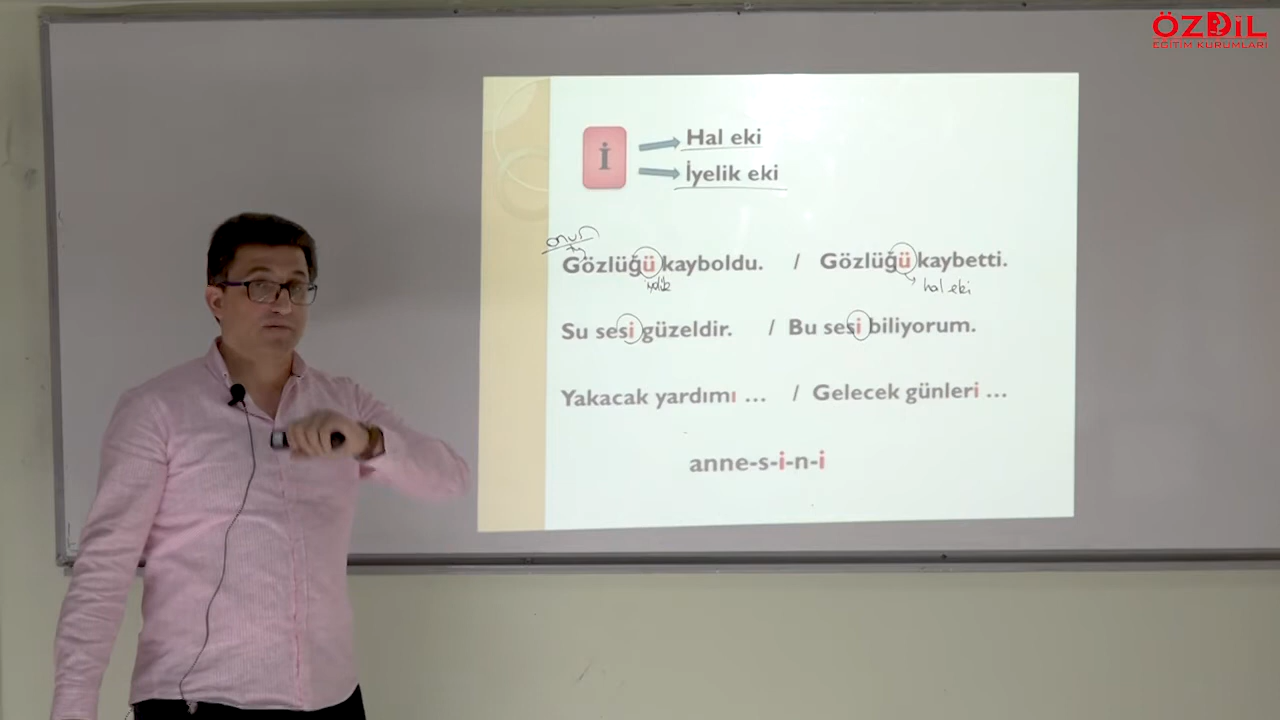 ÖZDİL
EĞİTİM KURUMLARI
İ
Hal eki
İyelik eki
onun
Gözlüğü kayboldu. / Gözlüğü kaybetti.
iyelik
hal eki
Su sesi güzeldir. / Bu sesi biliyorum.
Yakacak yardımı ... / Gelecek günleri ...
anne-s-i-n-i